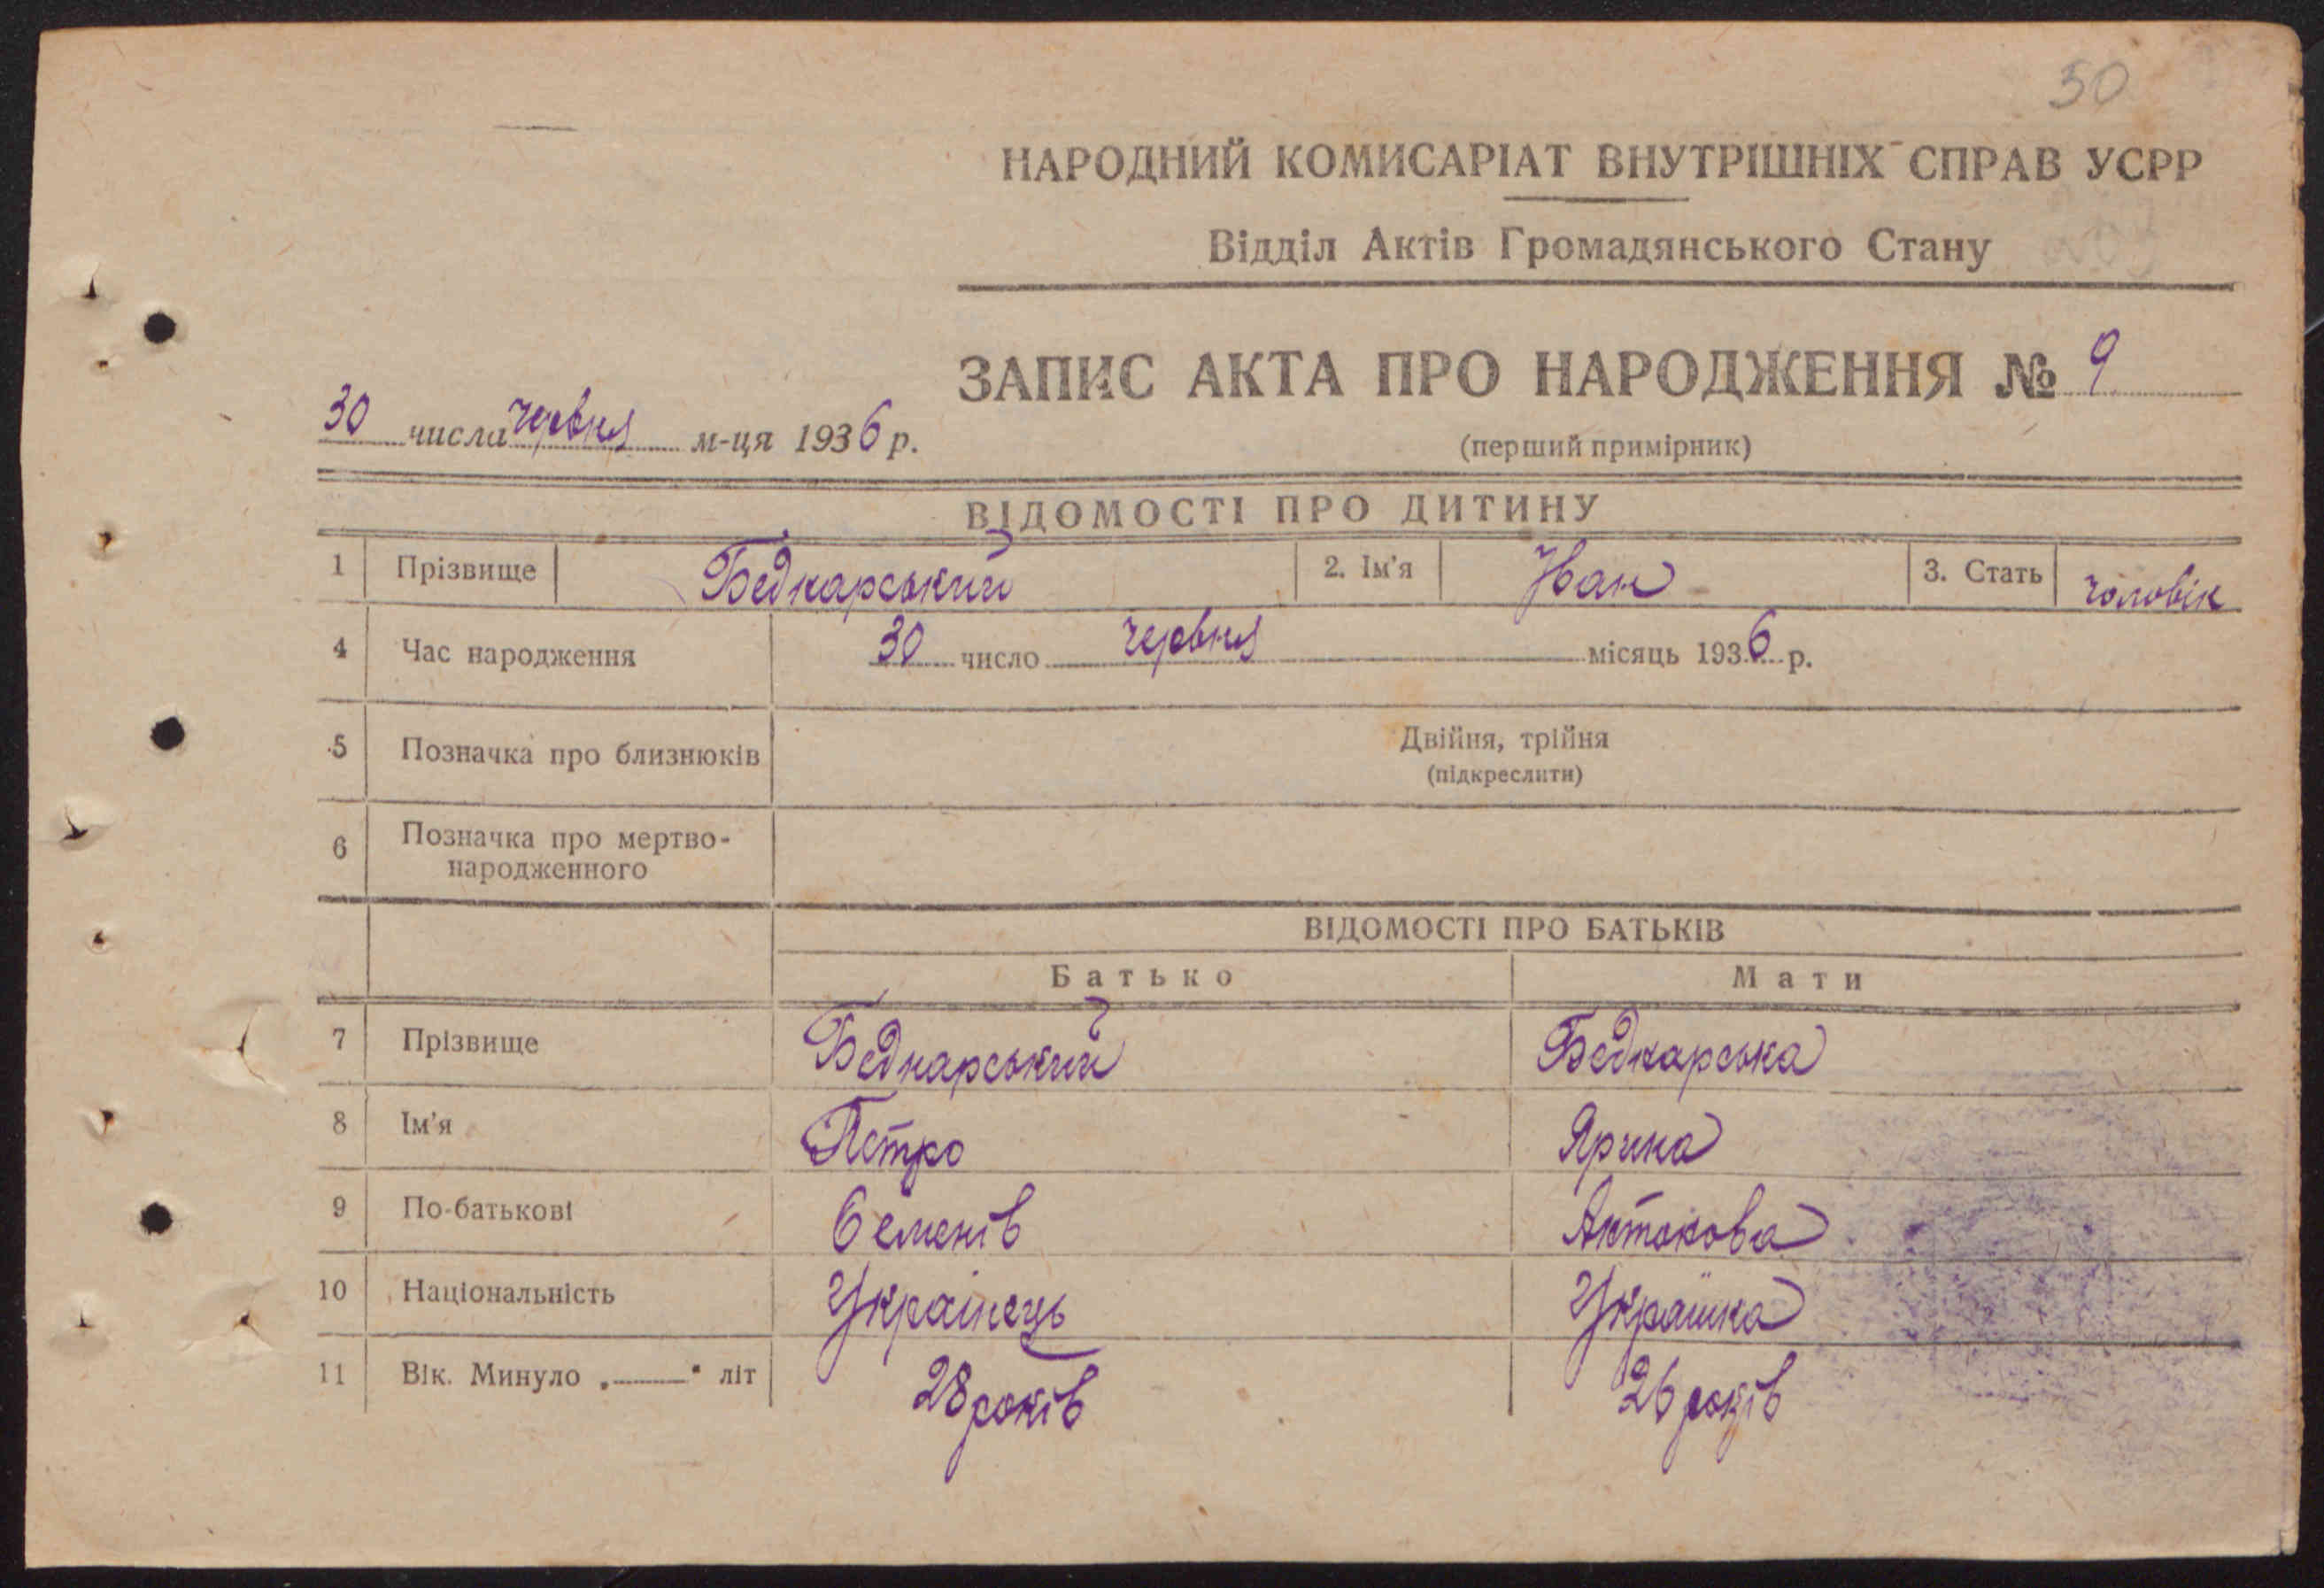 50
НАРОДНИЙ КОМИСАРІАТ ВНУТРІШНІХ СПРАВ УСРР
Відділ Актів Громадянського Стану
ЗАПИС АКТА ПРО НАРОДЖЕННЯ № 9
30 числа червня м-ця 1936 р.
(перший примірник)
ВІДОМОСТІ ПРО ДИТИНУ
1 Прізвище Беднарський 2. Ім'я Іван 3. Стать чоловік
4 Час народження 30 число червня місяць 1936 р.
5 Позначка про близнюків Двійня, трійня
(підкреслити)
6 Позначка про мертво-
народженного
ВІДОМОСТІ ПРО БАТЬКІВ
Батько Мати
7 Прізвище Беднарський Беднарська
8 Ім'я Петро Ярина
9 По-батькові Семенів Антонова
10 Національність Українець Українка
11 Вік. Минуло „ " літ 28 років 26 років